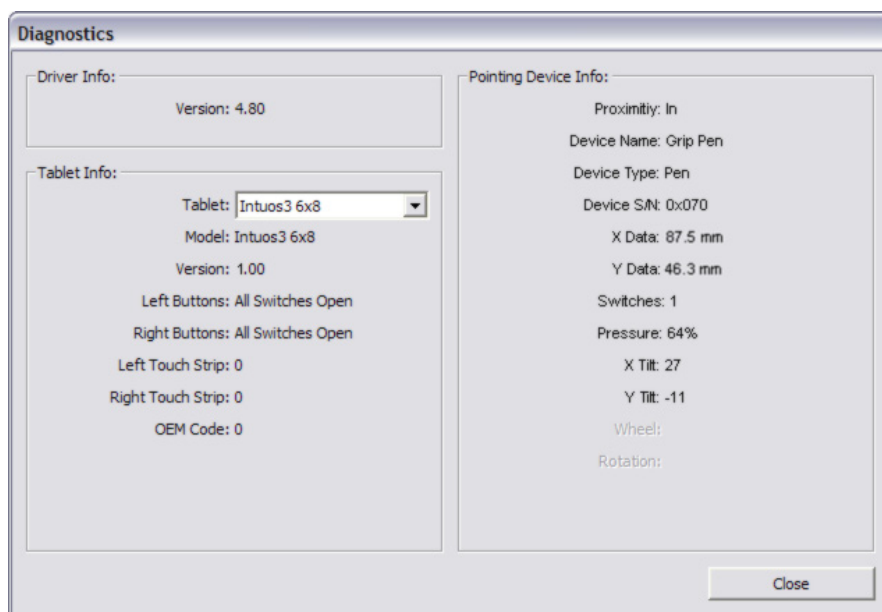 Diagnostics
Driver Info:
Version: 4.80
Tablet Info:
Tablet: Intuos3 6x8
Model: Intuos3 6x8
Version: 1.00
Left Buttons: All Switches Open
Right Buttons: All Switches Open
Left Touch Strip: 0
Right Touch Strip: 0
OEM Code: 0
Pointing Device Info:
Proximitiy: In
Device Name: Grip Pen
Device Type: Pen
Device S/N: 0x070
X Data: 87.5 mm
Y Data: 46.3 mm
Switches: 1
Pressure: 64%
X Tilt: 27
Y Tilt: -11
Wheel:
Rotation:
Close